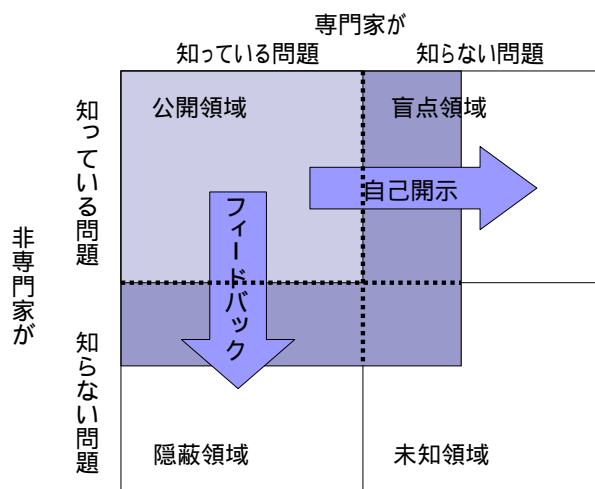 専門家が
知っている問題
知らない問題
公開領域
盲点領域
知っている問題
自己開示
フィードバック
非専門家が
知らない問題
隠蔽領域
未知領域